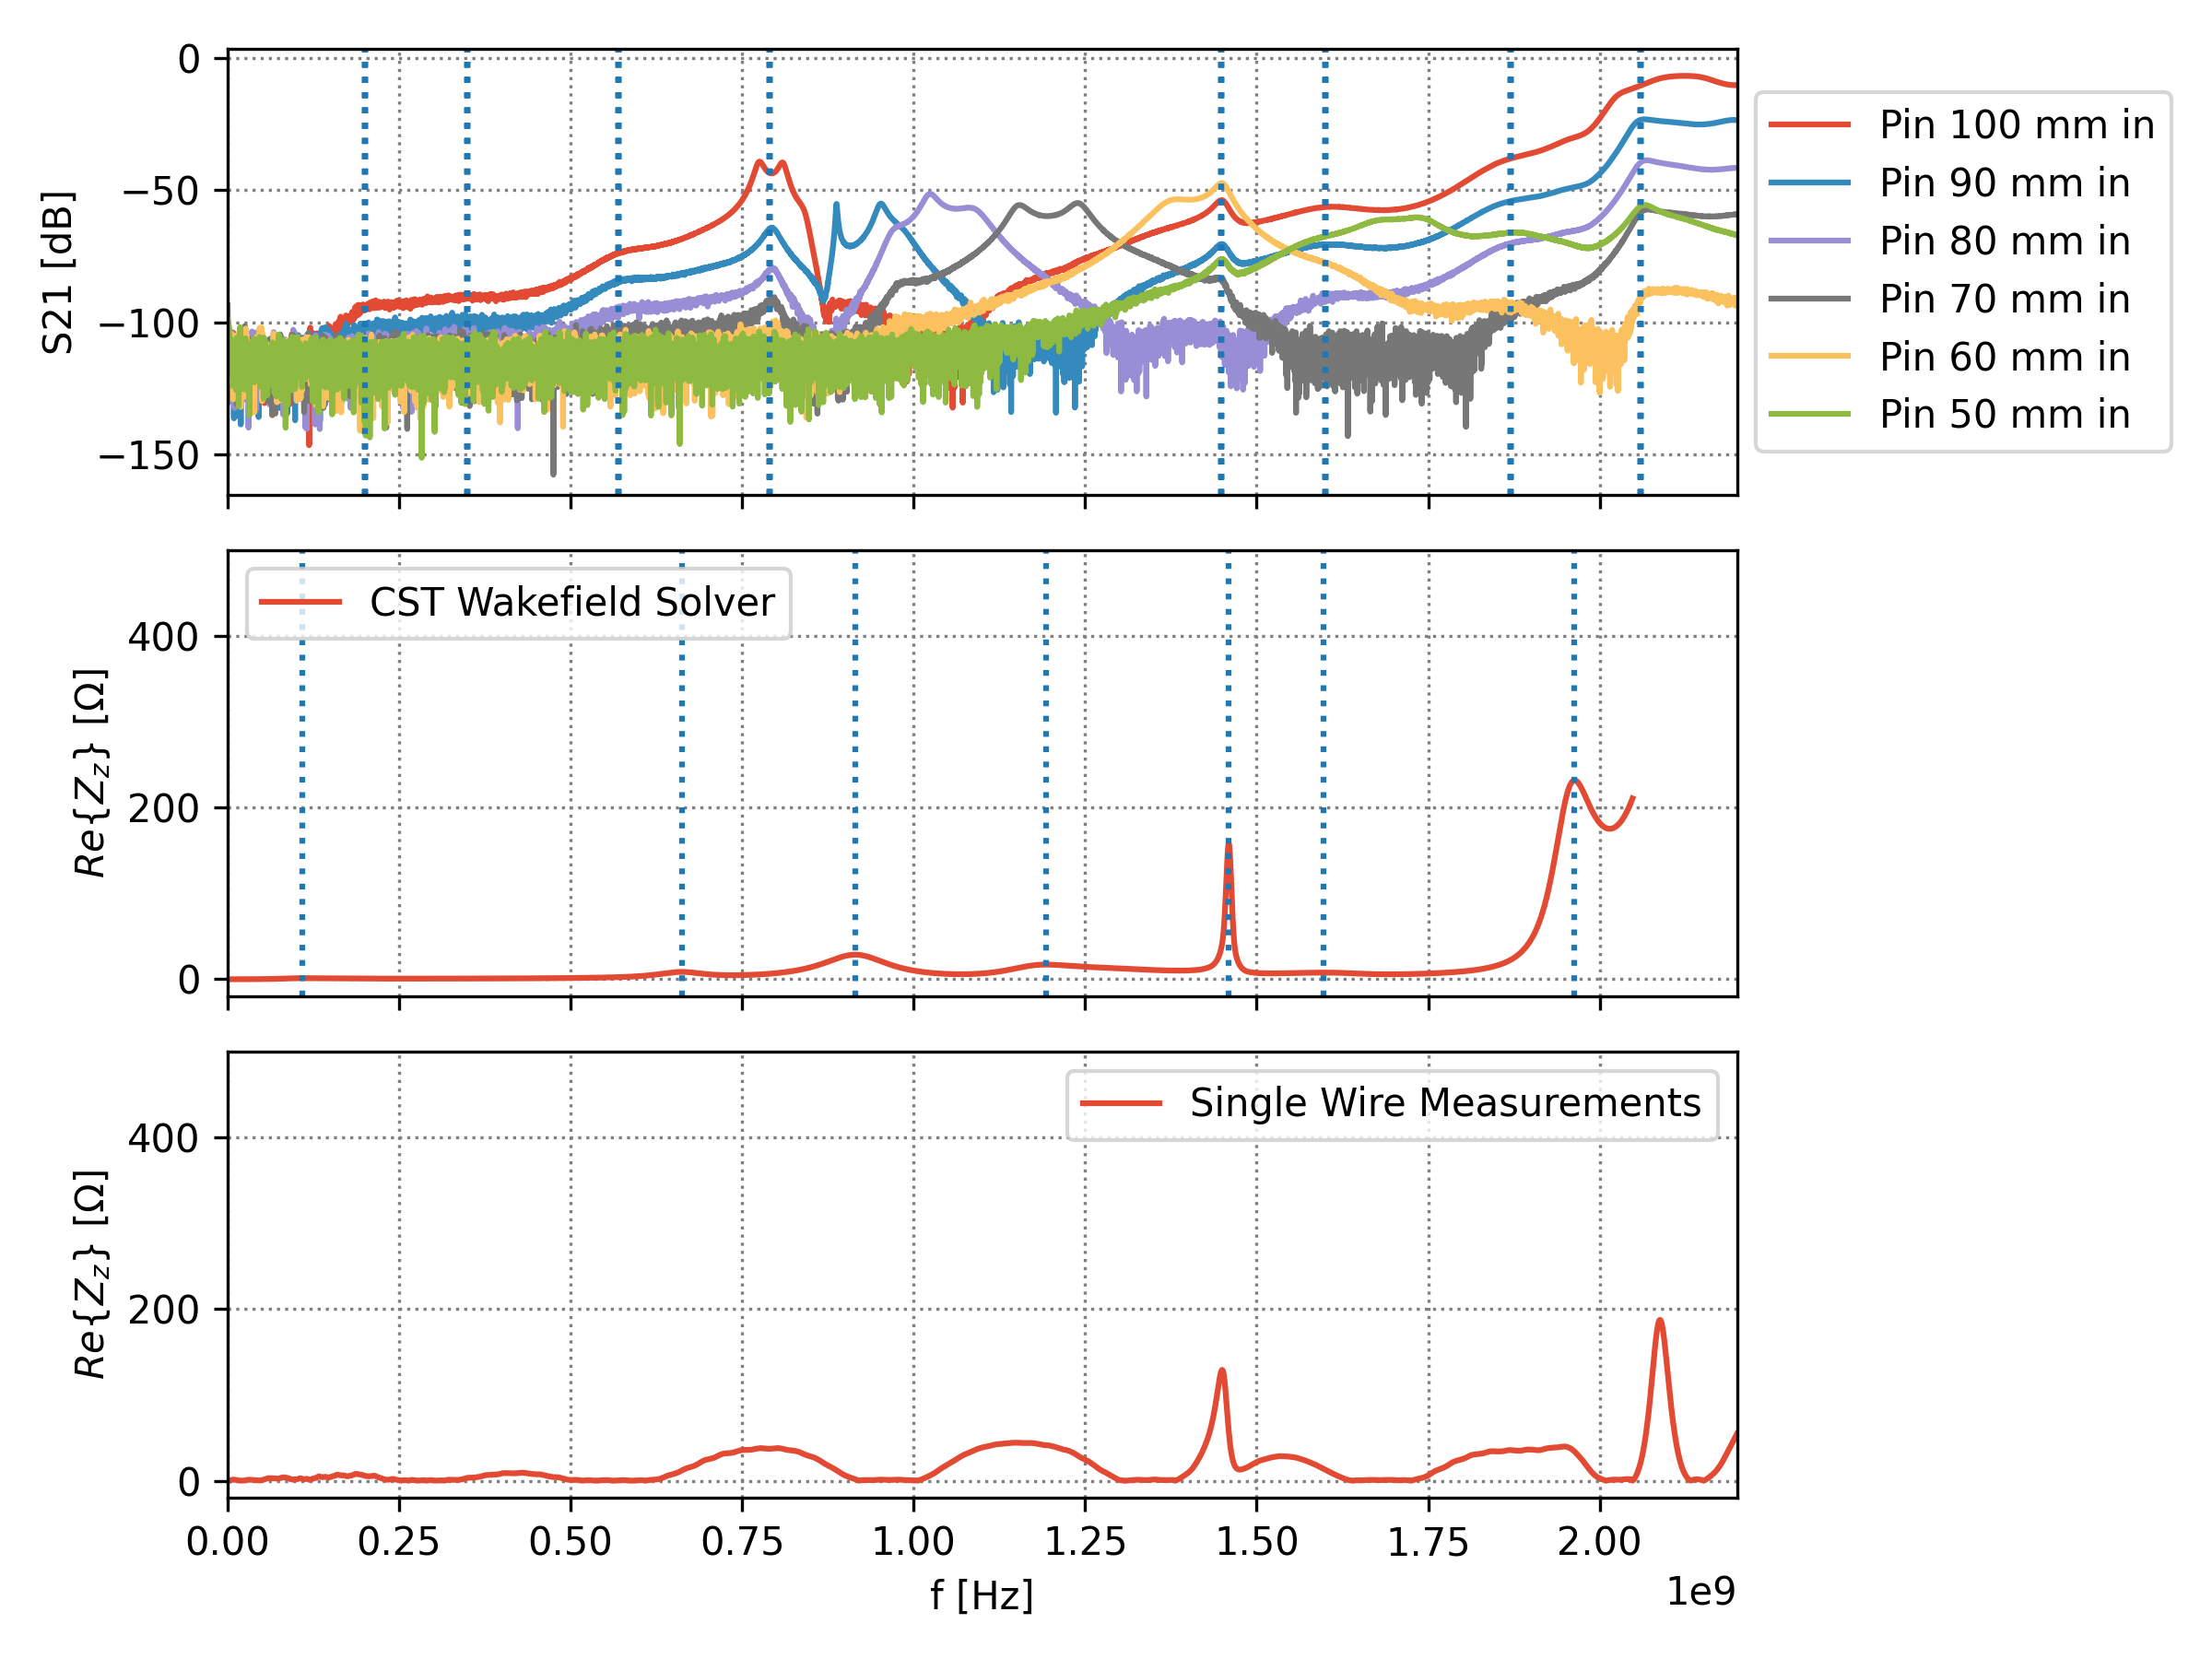 0
−50
−100
−150
S21 [dB]
Pin 100 mm in
Pin 90 mm in
Pin 80 mm in
Pin 70 mm in
Pin 60 mm in
Pin 50 mm in
400
200
0
Re{Z_z} [Ω]
CST Wakefield Solver
400
200
0
Re{Z_z} [Ω]
Single Wire Measurements
0.00 0.25 0.50 0.75 1.00 1.25 1.50 1.75 2.00
f [Hz]
1e9